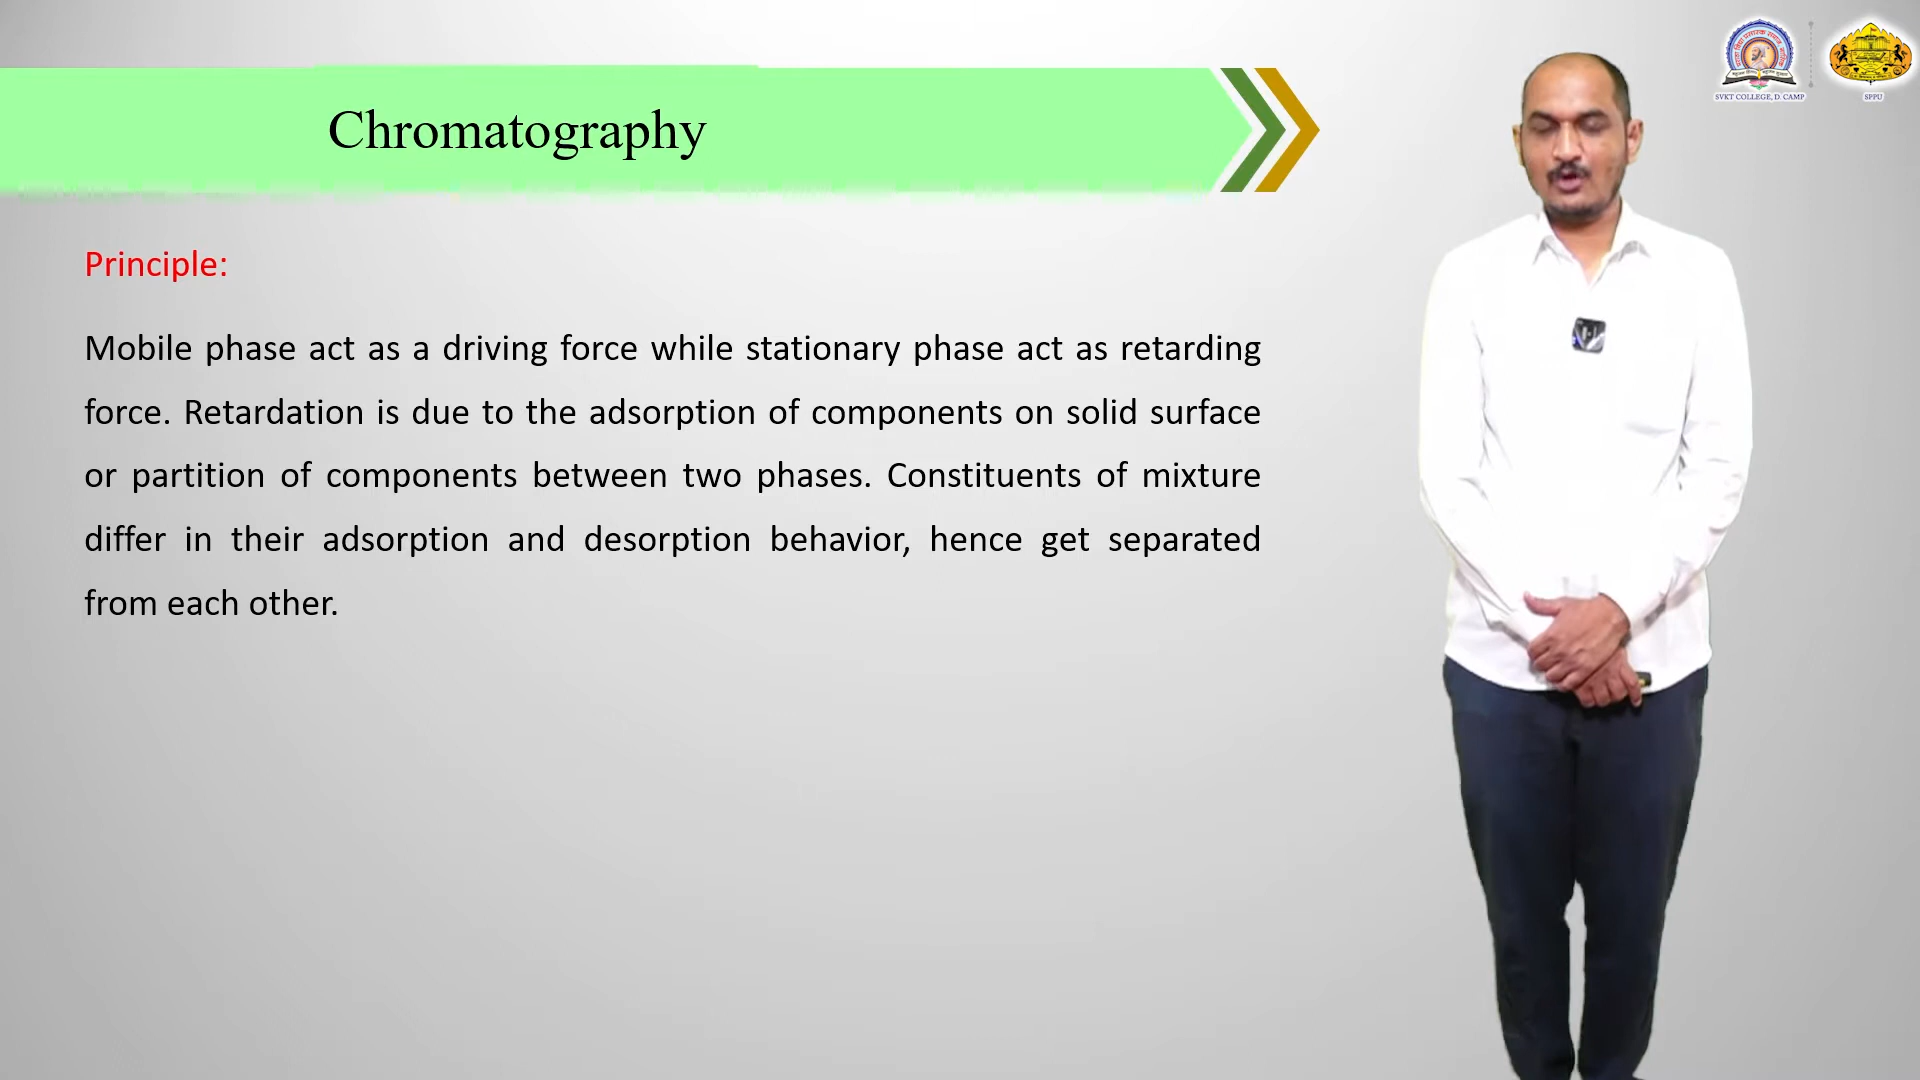 Chromatography
SVKT COLLEGE, D. CAMP
SPPU
Principle:
Mobile phase act as a driving force while stationary phase act as retarding
force. Retardation is due to the adsorption of components on solid surface
or partition of components between two phases. Constituents of mixture
differ in their adsorption and desorption behavior, hence get separated
from each other.